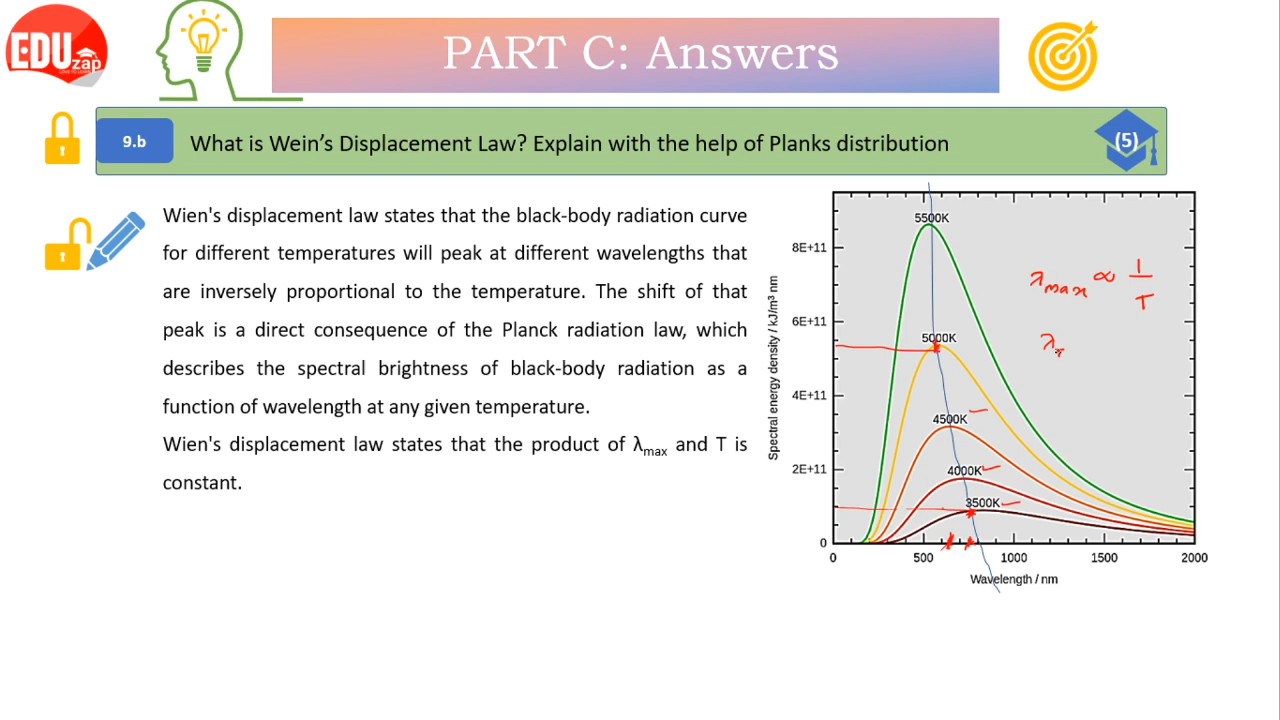 EDU
zap
LOVE TO LEARN
PART C: Answers
9.b
What is Wein’s Displacement Law? Explain with the help of Planks distribution
(5)
Wien's displacement law states that the black-body radiation curve
for different temperatures will peak at different wavelengths that
are inversely proportional to the temperature. The shift of that
peak is a direct consequence of the Planck radiation law, which
describes the spectral brightness of black-body radiation as a
function of wavelength at any given temperature.
Wien's displacement law states that the product of λmax and T is
constant.
Spectral energy density / kJ/m³ nm
8E+11
6E+11
4E+11
2E+11
0
5500K
5000K
4500K
4000K
3500K
λmax ∝ 1/T
λ
0 500 1000 1500 2000
Wavelength / nm